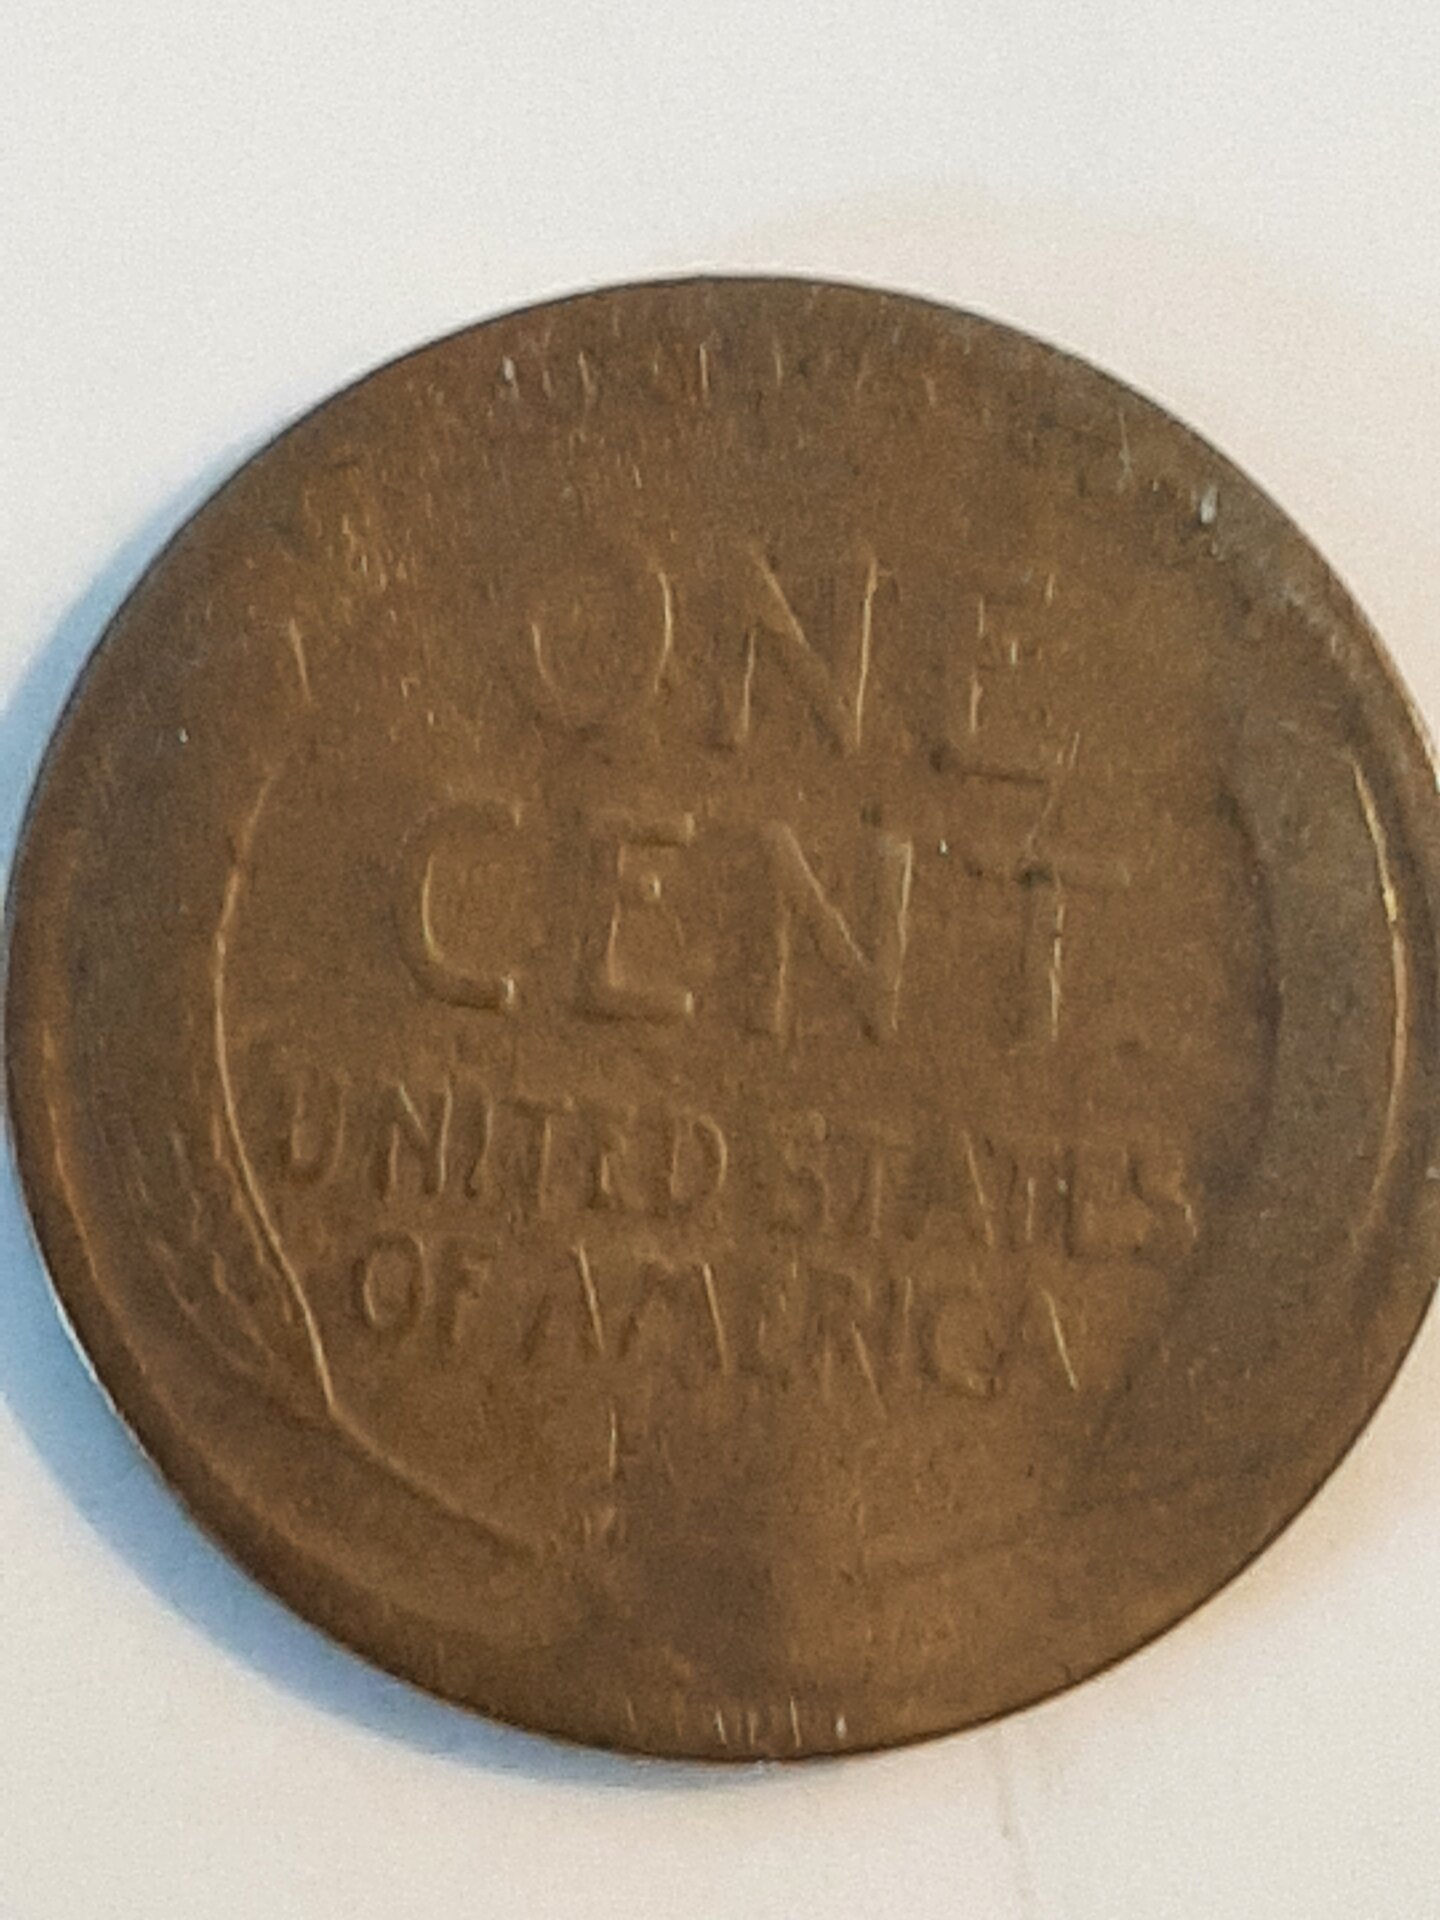 ONE
CENT
UNITED STATES
OF AMERICA